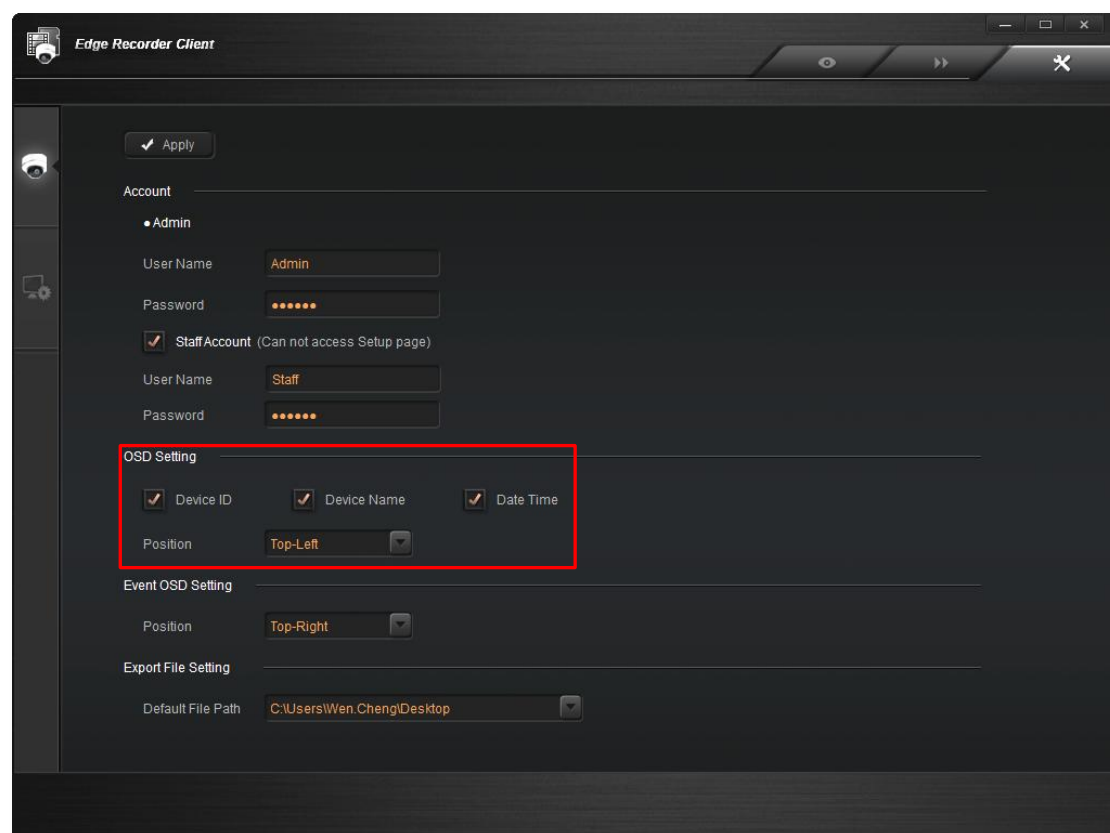 Edge Recorder Client
Apply
Account
Admin
User Name Admin
Password ••••••
Staff Account (Can not access Setup page)
User Name Staff
Password ••••••
OSD Setting
Device ID Device Name Date Time
Position Top-Left
Event OSD Setting
Position Top-Right
Export File Setting
Default File Path C:\Users\Wen.Cheng\Desktop